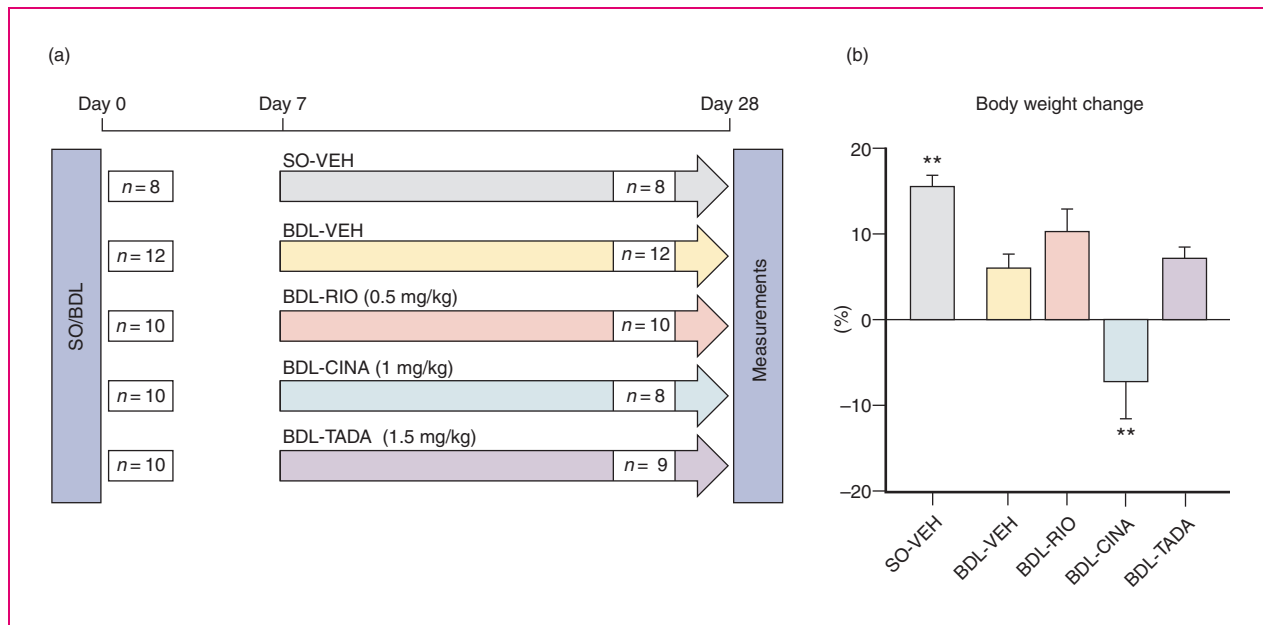 (a)
Day 0 Day 7 Day 28
SO/BDL
n = 8 SO-VEH n = 8
n = 12 BDL-VEH n = 12
n = 10 BDL-RIO (0.5 mg/kg) n = 10
n = 10 BDL-CINA (1 mg/kg) n = 8
n = 10 BDL-TADA (1.5 mg/kg) n = 9
Measurements
(b)
Body weight change
(%)
20
10
0
–10
–20
**
**
SO-VEH
BDL-VEH
BDL-RIO
BDL-CINA
BDL-TADA